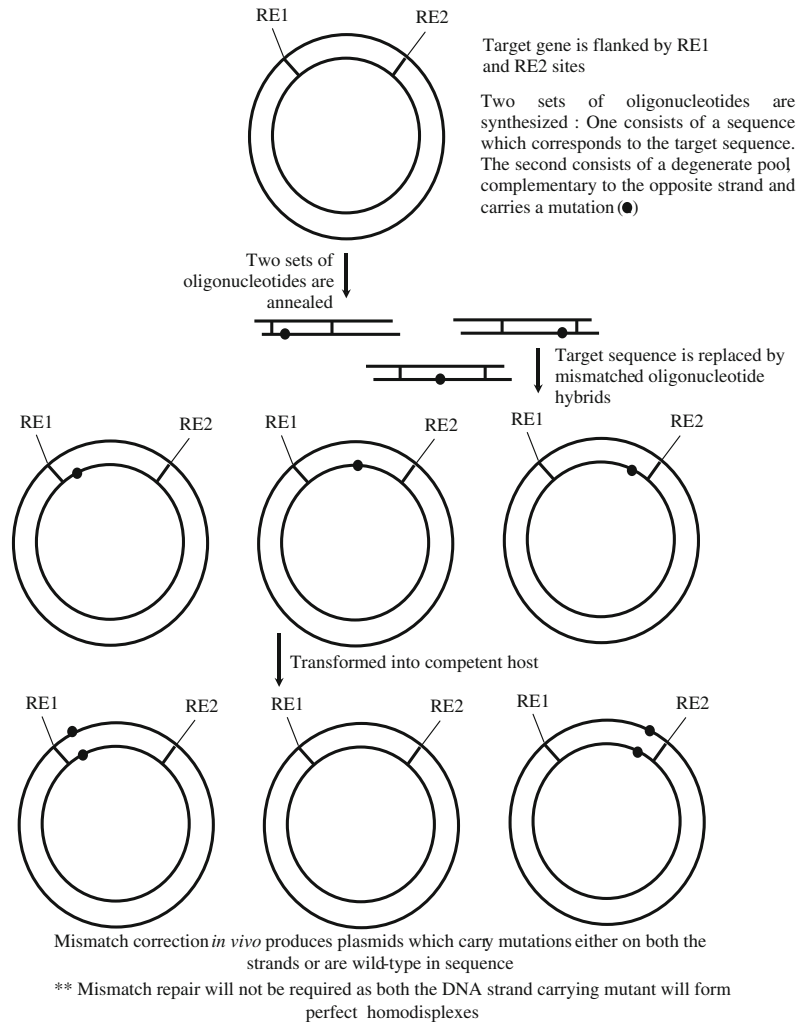 RE1
RE2
Target gene is flanked by RE1
and RE2 sites
Two sets of oligonucleotides are
synthesized : One consists of a sequence
which corresponds to the target sequence.
The second consists of a degenerate pool,
complementary to the opposite strand and
carries a mutation (●)
Two sets of
oligonucleotides are
annealed
Target sequence is replaced by
mismatched oligonucleotide
hybrids
RE1
RE2
RE1
RE2
RE1
RE2
Transformed into competent host
RE1
RE2
RE1
RE2
RE1
RE2
Mismatch correction in vivo produces plasmids which carry mutations either on both the
strands or are wild-type in sequence
** Mismatch repair will not be required as both the DNA strand carrying mutant will form
perfect homodisplexes